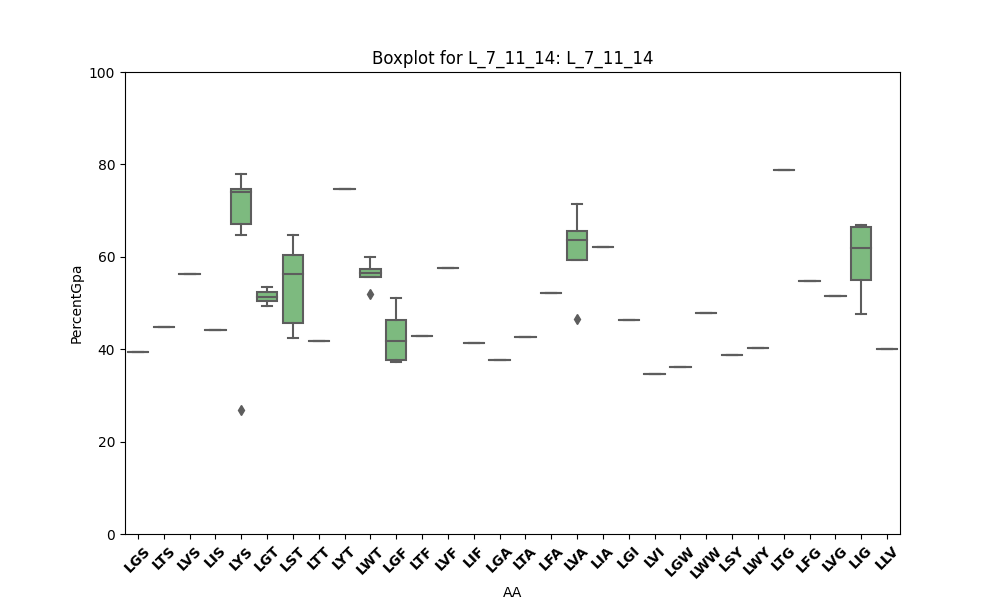 Boxplot for L_7_11_14: L_7_11_14
100
80
60
40
20
0
PercentGpa
LGS LTS LVS LIS LYS LGT LST LTT LYT LWT LGF LTF LVF LIF LGA LTA LFA LVA LIA LGI LVI LGW LWW LSY LWY LTG LFG LVG LIG LLV
AA